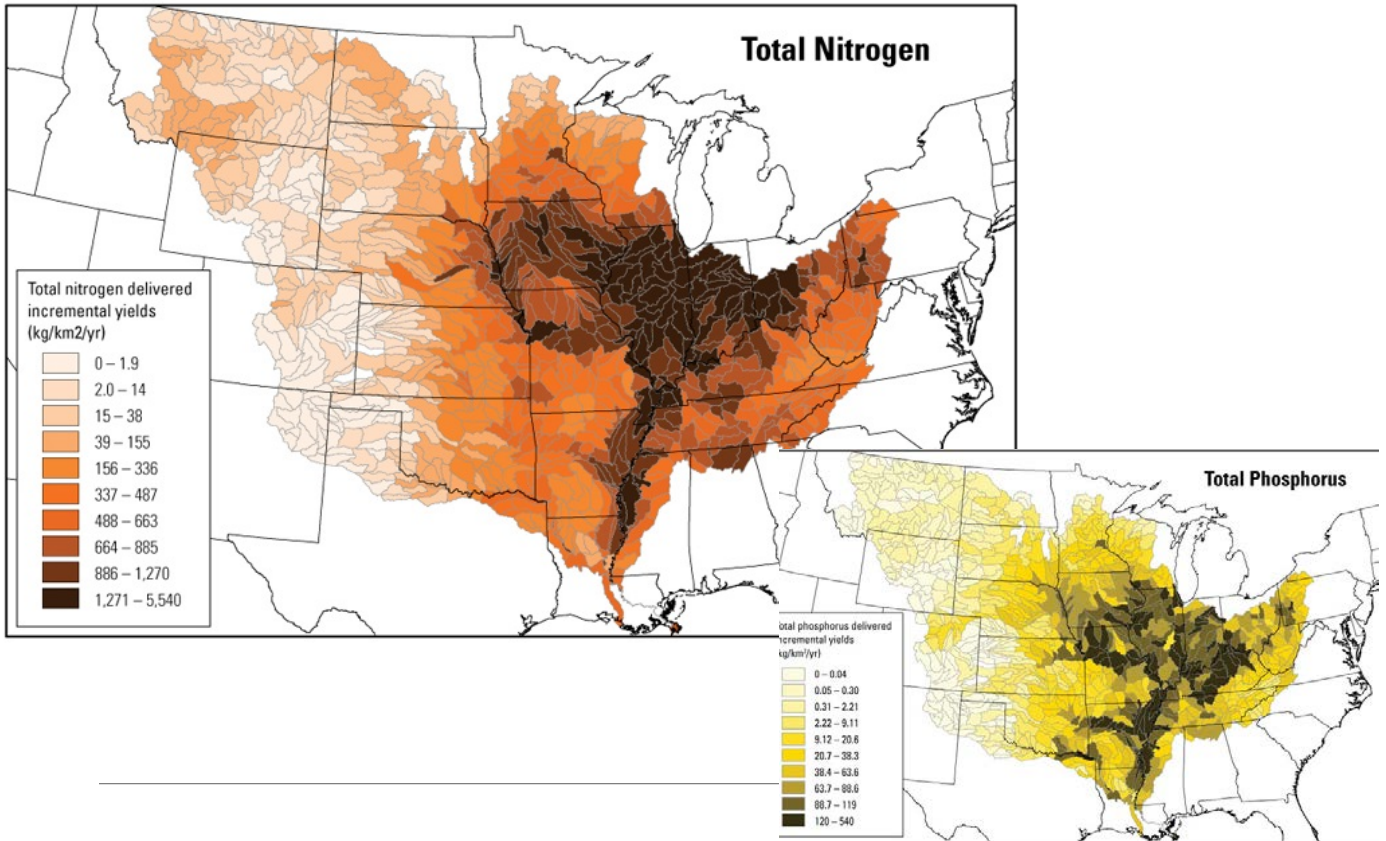 Total Nitrogen
Total nitrogen delivered
incremental yields
(kg/km2/yr)
0 – 1.9
2.0 – 14
15 – 38
39 – 155
156 – 336
337 – 487
488 – 663
664 – 885
886 – 1,270
1,271 – 5,540
Total Phosphorus
Total phosphorus delivered
incremental yields
(kg/km²/yr)
0 – 0.04
0.05 – 0.30
0.31 – 2.21
2.22 – 9.11
9.12 – 20.6
20.7 – 38.3
38.4 – 63.6
63.7 – 88.6
88.7 – 119
120 – 540